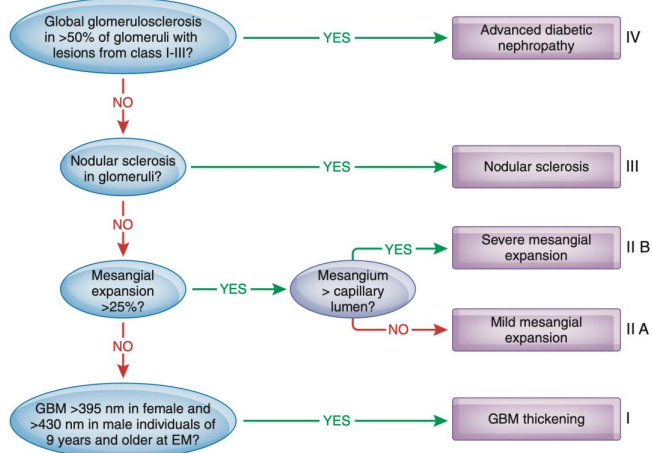 Global glomerulosclerosis
in >50% of glomeruli with
lesions from class I-III?
YES
Advanced diabetic
nephropathy
IV
NO
Nodular sclerosis
in glomeruli?
YES
Nodular sclerosis
III
NO
Mesangial
expansion
>25%?
YES
Mesangium
> capillary
lumen?
YES
Severe mesangial
expansion
II B
NO
Mild mesangial
expansion
II A
NO
GBM >395 nm in female and
>430 nm in male individuals of
9 years and older at EM?
YES
GBM thickening
I